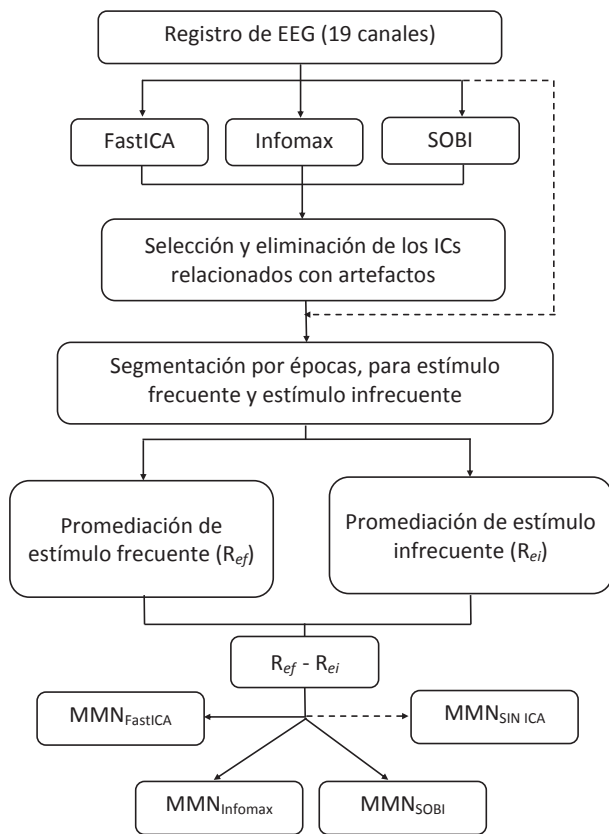 Registro de EEG (19 canales)
FastICA
Infomax
SOBI
Selección y eliminación de los ICs
relacionados con artefactos
Segmentación por épocas, para estímulo
frecuente y estímulo infrecuente
Promediación de
estímulo frecuente (Ref)
Promediación de estímulo
infrecuente (Rei)
Ref - Rei
MMNFastICA
MMNSIN ICA
MMNInfomax
MMNSOBI